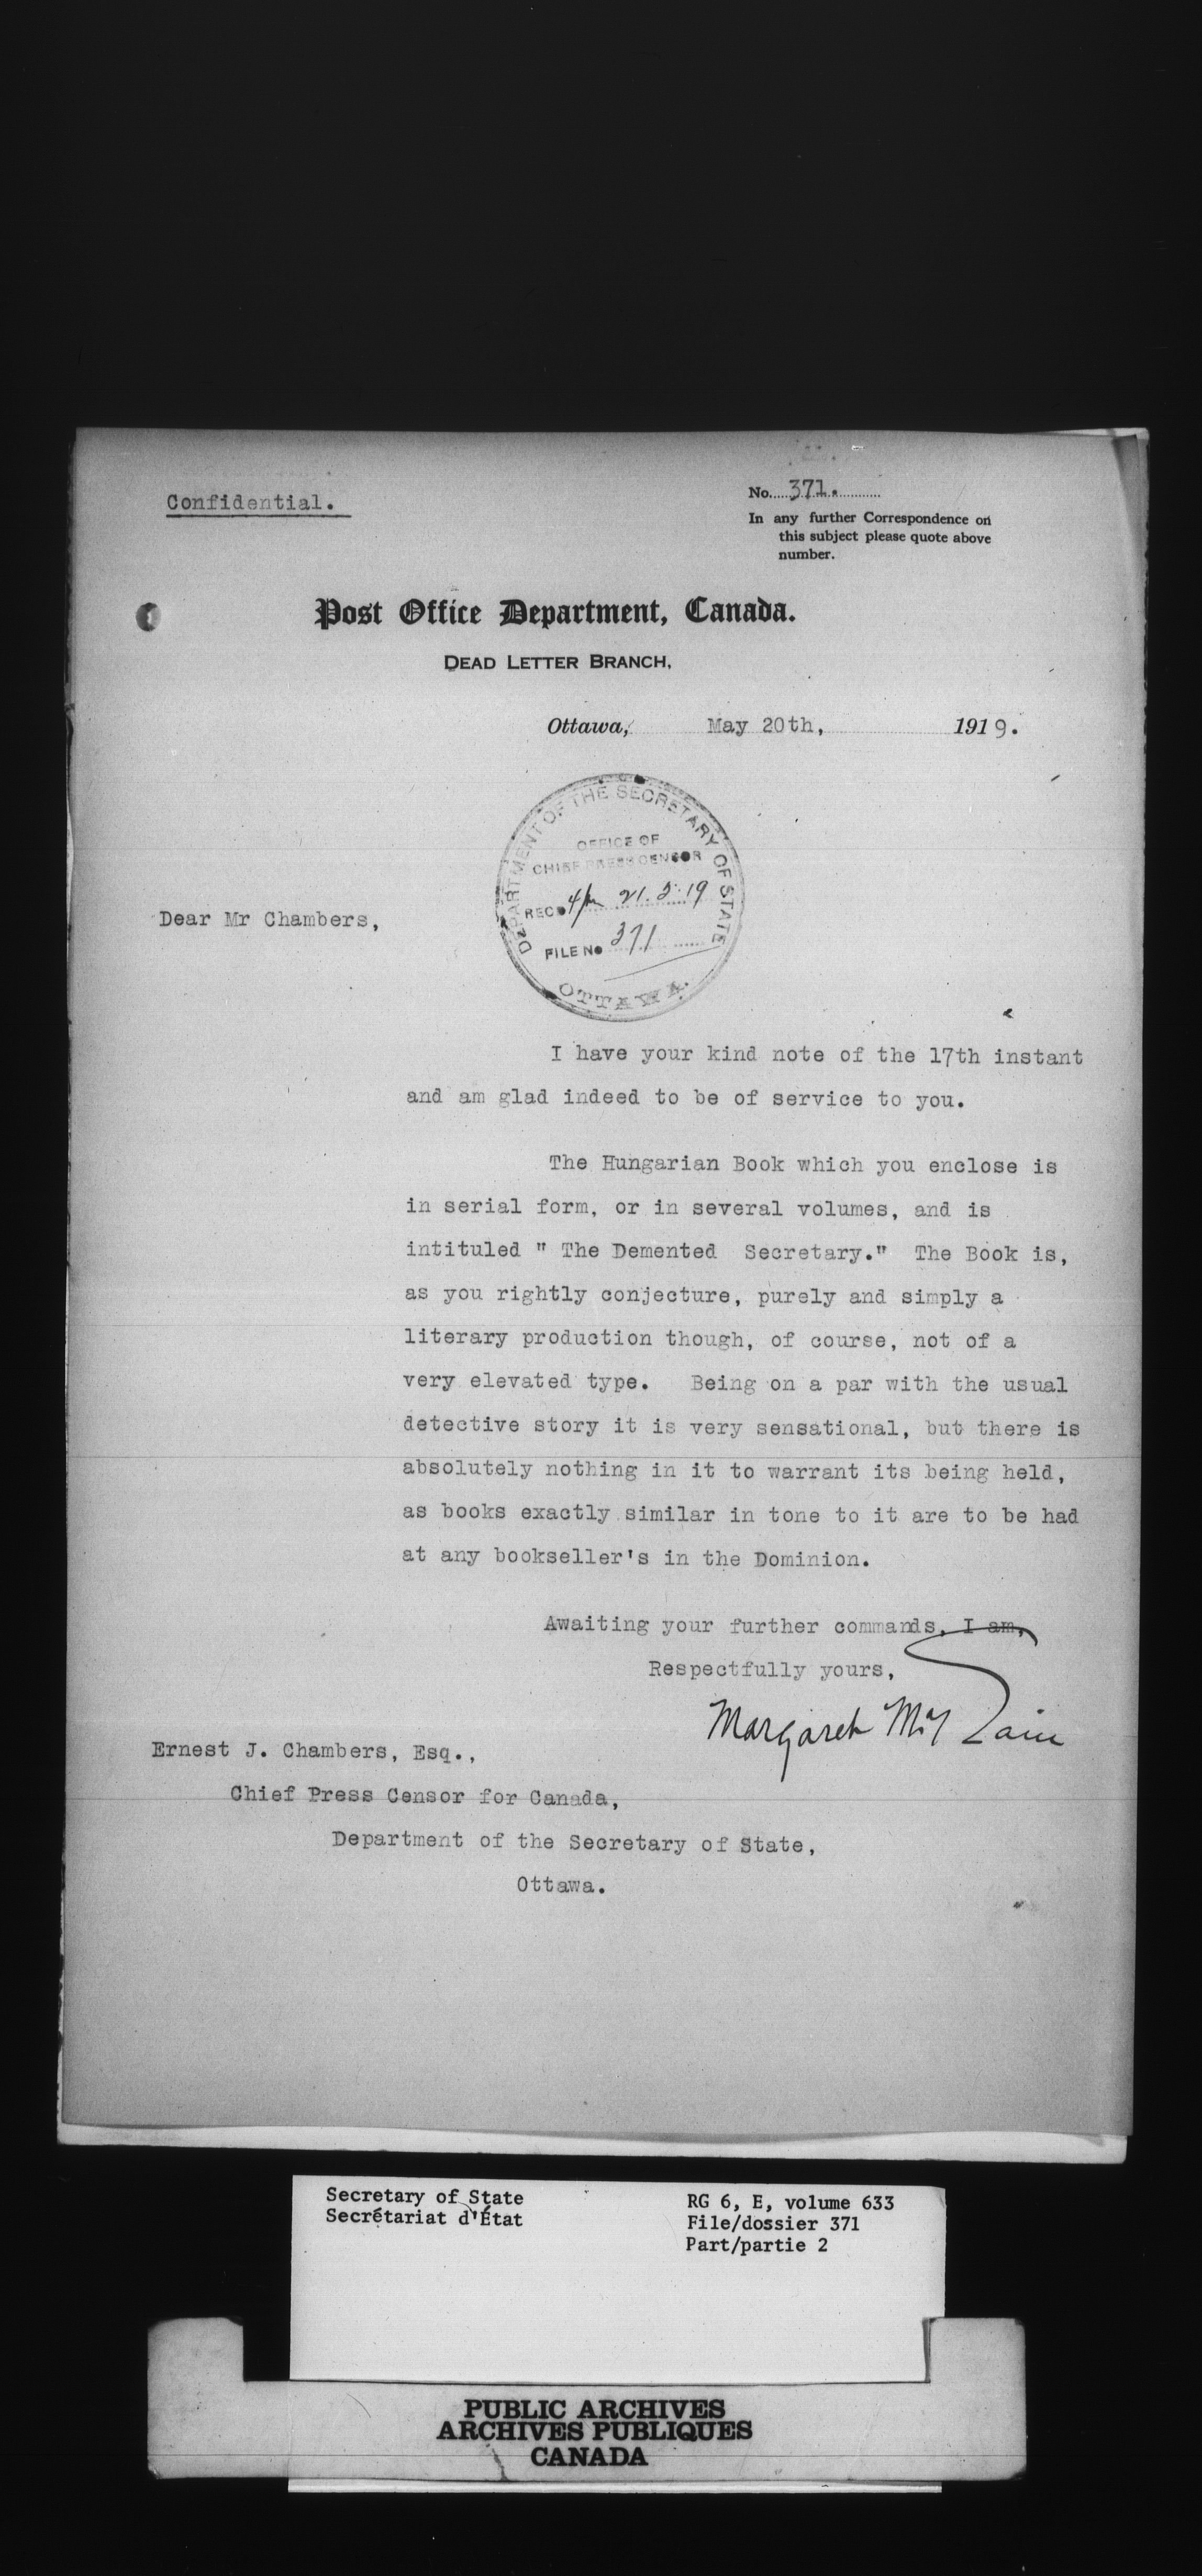 Confidential.
No. 371.
In any further Correspondence on
this subject please quote above
number.
Post Office Department, Canada.
DEAD LETTER BRANCH,
Ottawa, May 20th, 1919.
DEPARTMENT OF THE SECRETARY OF STATE
OFFICE OF
CHIEF PRESS CENSOR
REC'D 21.5.19
FILE No 371
OTTAWA.
Dear Mr Chambers,
I have your kind note of the 17th instant
and am glad indeed to be of service to you.
The Hungarian Book which you enclose is
in serial form, or in several volumes, and is
intituled " The Demented Secretary." The Book is,
as you rightly conjecture, purely and simply a
literary production though, of course, not of a
very elevated type. Being on a par with the usual
detective story it is very sensational, but there is
absolutely nothing in it to warrant its being held,
as books exactly similar in tone to it are to be had
at any bookseller's in the Dominion.
Awaiting your further commands, I am,
Respectfully yours,
Margaret
Ernest J. Chambers, Esq.,
Chief Press Censor for Canada,
Department of the Secretary of State,
Ottawa.
Secretary of State
Secrétariat d'État
RG 6, E, volume 633
File/dossier 371
Part/partie 2
PUBLIC ARCHIVES
ARCHIVES PUBLIQUES
CANADA